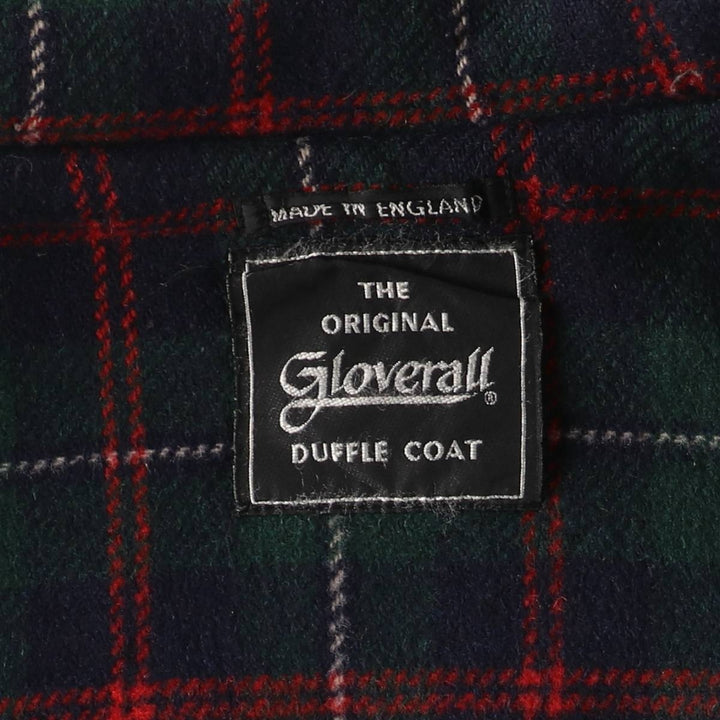 MADE IN ENGLAND
THE
ORIGINAL
Gloverall®
DUFFLE COAT